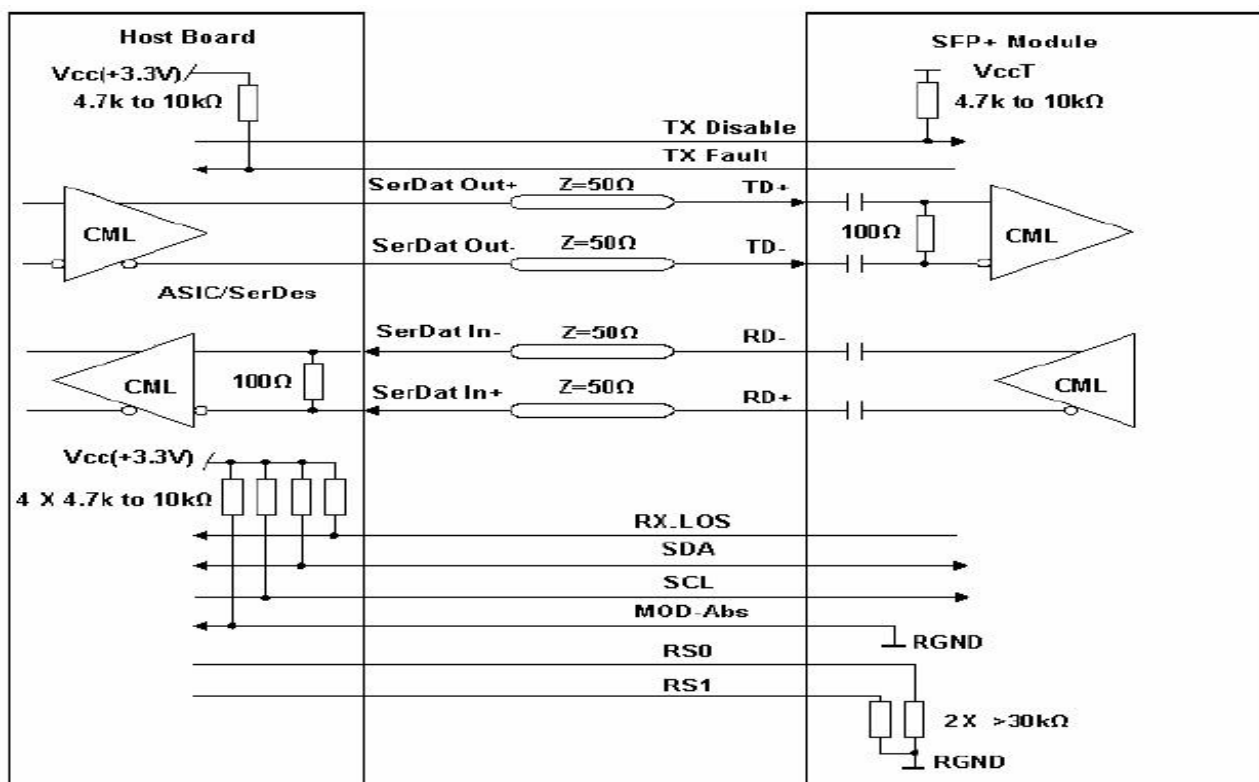 Host Board
SFP+ Module
Vcc(+3.3V)
4.7k to 10kΩ
VccT
4.7k to 10kΩ
TX Disable
TX Fault
SerDat Out+
Z=50Ω
TD+
CML
100Ω
CML
SerDat Out-
Z=50Ω
TD-
ASIC/SerDes
SerDat In-
Z=50Ω
RD-
CML
100Ω
CML
SerDat In+
Z=50Ω
RD+
Vcc(+3.3V)
4 X 4.7k to 10kΩ
RX-LOS
SDA
SCL
MOD-Abs
RGND
RS0
RS1
2X >30kΩ
RGND